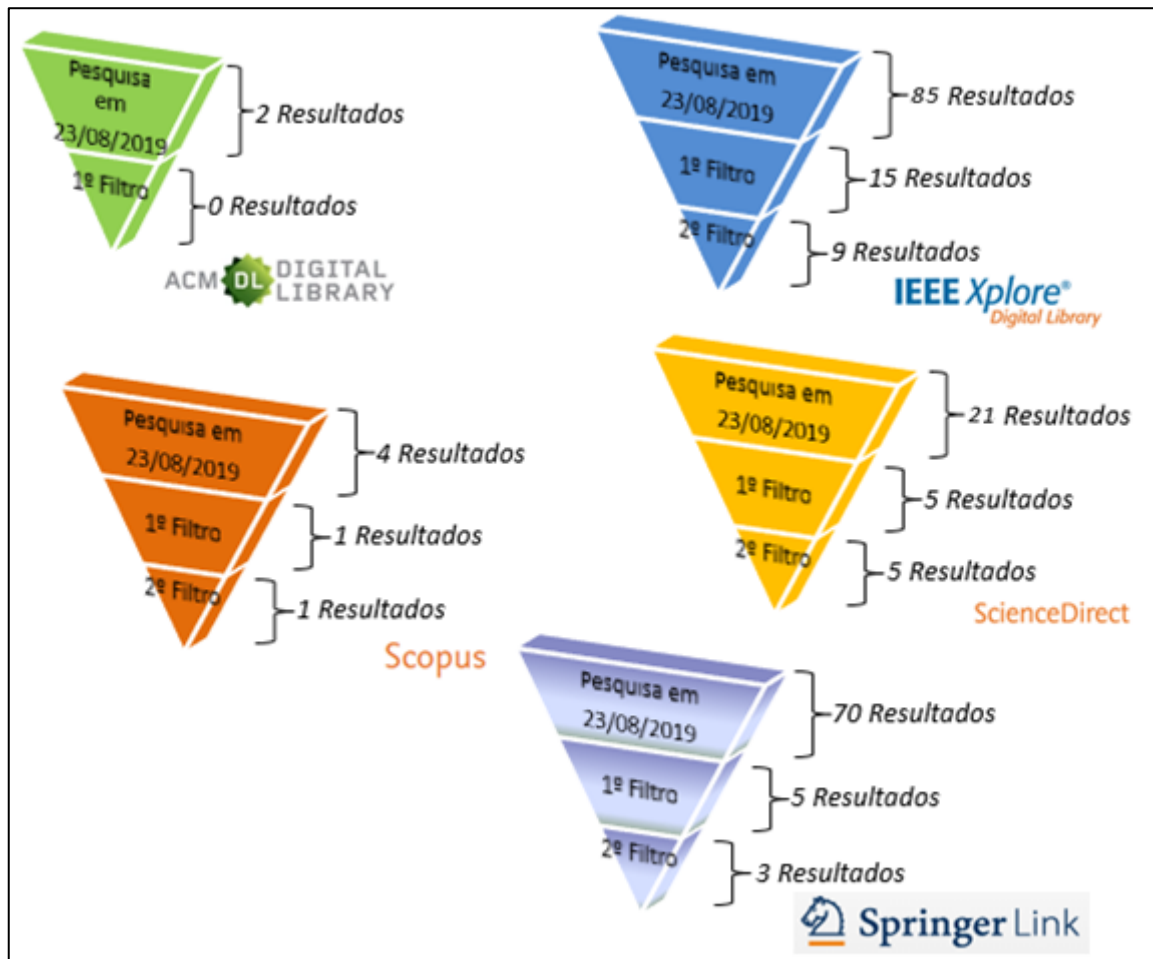 Pesquisa
em
23/08/2019
2 Resultados
1º Filtro
0 Resultados
ACM DL DIGITAL
LIBRARY
Pesquisa em
23/08/2019
85 Resultados
1º Filtro
15 Resultados
2º Filtro
9 Resultados
IEEE Xplore®
Digital Library
Pesquisa em
23/08/2019
4 Resultados
1º Filtro
1 Resultados
2º Filtro
1 Resultados
Scopus
Pesquisa em
23/08/2019
21 Resultados
1º Filtro
5 Resultados
2º Filtro
5 Resultados
ScienceDirect
Pesquisa em
23/08/2019
70 Resultados
1º Filtro
5 Resultados
2º Filtro
3 Resultados
Springer Link